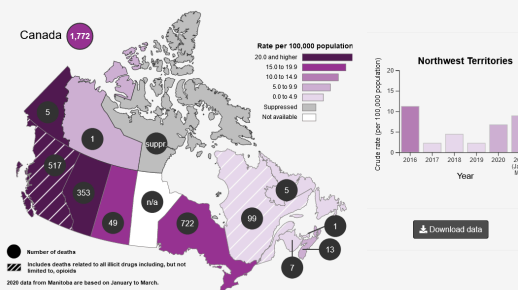 Canada 1,772
Rate per 100,000 population
20.0 and higher
15.0 to 19.9
10.0 to 14.9
5.0 to 9.9
0.0 to 4.9
Suppressed
Not available
5
1
suppr.
517
353
49
n/a
722
99
5
1
13
7
Number of deaths
Includes deaths related to all illicit drugs including, but not
limited to, opioids
2020 data from Manitoba are based on January to March.
Northwest Territories
Crude rate (per 100,000 population)
20
15
10
5
0
2016 2017 2018 2019 2020
Year
Download data